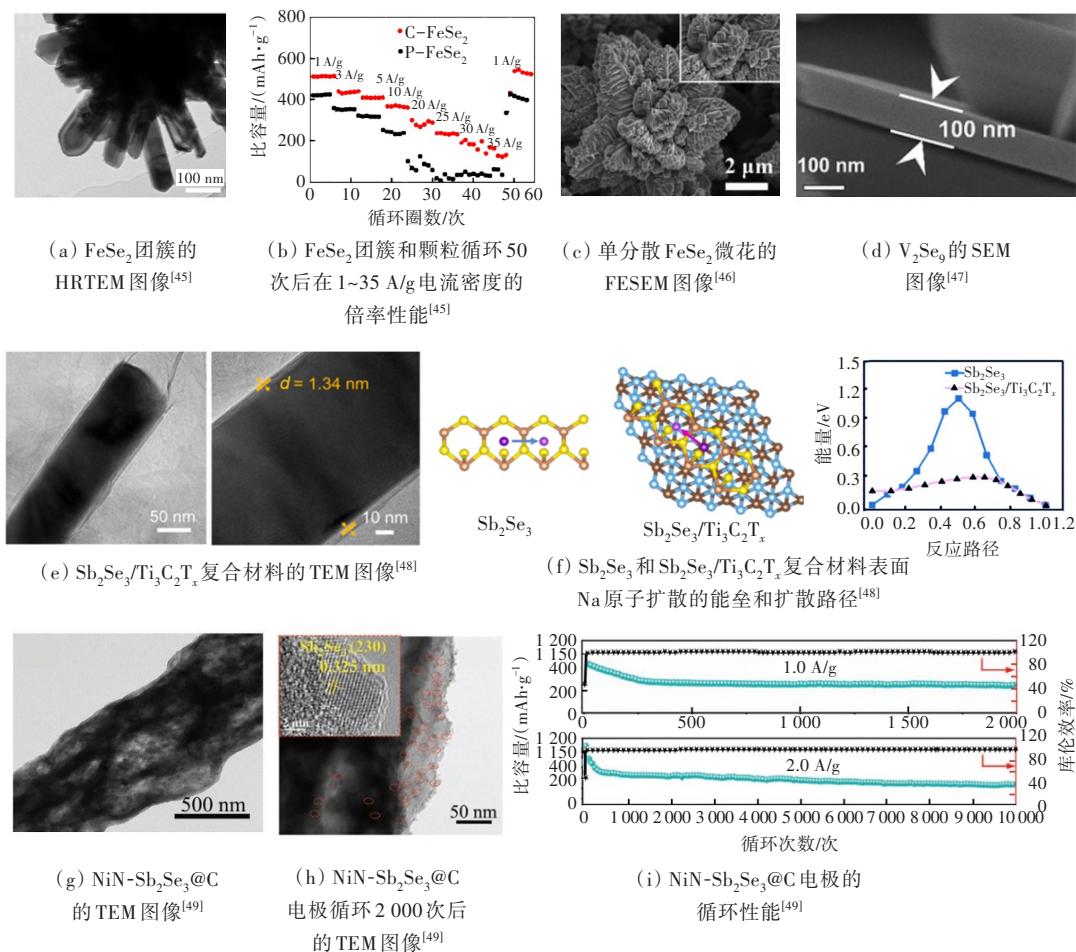 100 nm
(a) FeSe₂团簇的
HRTEM图像[45]
比容量/(mAh·g⁻¹)
800
600
400
200
0
C-FeSe₂
P-FeSe₂
1 A/g
3 A/g
5 A/g
10 A/g
20 A/g
25 A/g
30 A/g
35 A/g
1 A/g
0 10 20 30 40 50 60
循环圈数/次
(b) FeSe₂团簇和颗粒循环50
次后在1~35 A/g电流密度的
倍率性能[45]
2 μm
(c) 单分散FeSe₂微花的
FESEM图像[46]
100 nm
100 nm
(d) V₂Se₉的SEM
图像[47]
50 nm
d = 1.34 nm
10 nm
(e) Sb₂Se₃/Ti₃C₂Tₓ复合材料的TEM图像[48]
Sb₂Se₃
Sb₂Se₃/Ti₃C₂Tₓ
能量/eV
1.5
1.2
0.9
0.6
0.3
0
Sb₂Se₃
Sb₂Se₃/Ti₃C₂Tₓ
0.0 0.2 0.4 0.6 0.8 1.01.2
反应路径
(f) Sb₂Se₃和Sb₂Se₃/Ti₃C₂Tₓ复合材料表面
Na原子扩散的能垒和扩散路径[48]
500 nm
(g) NiN-Sb₂Se₃@C
的TEM图像[49]
(230)
0.325 nm
2 nm
50 nm
(h) NiN-Sb₂Se₃@C
电极循环2 000次后
的TEM图像[49]
比容量/(mAh·g⁻¹)
1 200
1 150
400
200
0
1.0 A/g
0 500 1 000 1 500 2 000
1 200
1 150
400
200
0
2.0 A/g
0 1 000 2 000 3 000 4 000 5 000 6 000 7 000 8 000 9 000 10 000
循环次数/次
120
80
40
0
120
80
40
0
库伦效率/%
(i) NiN-Sb₂Se₃@C电极的
循环性能[49]